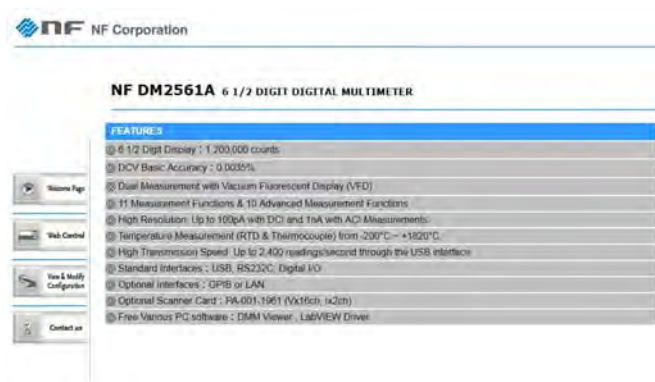 nF NF Corporation
NF DM2561A 6 1/2 DIGIT DIGITAL MULTIMETER
FEATURES
◎ 6 1/2 Digit Display : 1,200,000 counts
◎ DCV Basic Accuracy : 0.0035%
◎ Dual Measurement with Vacuum Fluorescent Display (VFD)
◎ 11 Measurement Functions & 10 Advanced Measurement Functions
◎ High Resolution: Up to 100pA with DCI and 1nA with ACI Measurements
◎ Temperature Measurement (RTD & Thermocouple) from -200°C ~ +1820°C
◎ High Transmission Speed: Up to 2,400 readings/second through the USB interface
◎ Standard Interfaces : USB, RS232C, Digital I/O
◎ Optional Interfaces : GPIB or LAN
◎ Optional Scanner Card : PA-001-1961 (Vx16ch, Ix2ch)
◎ Free Various PC software : DMM Viewer , LabVIEW Driver
Welcome Page
Web Control
View & Modify
Configuration
Contact us